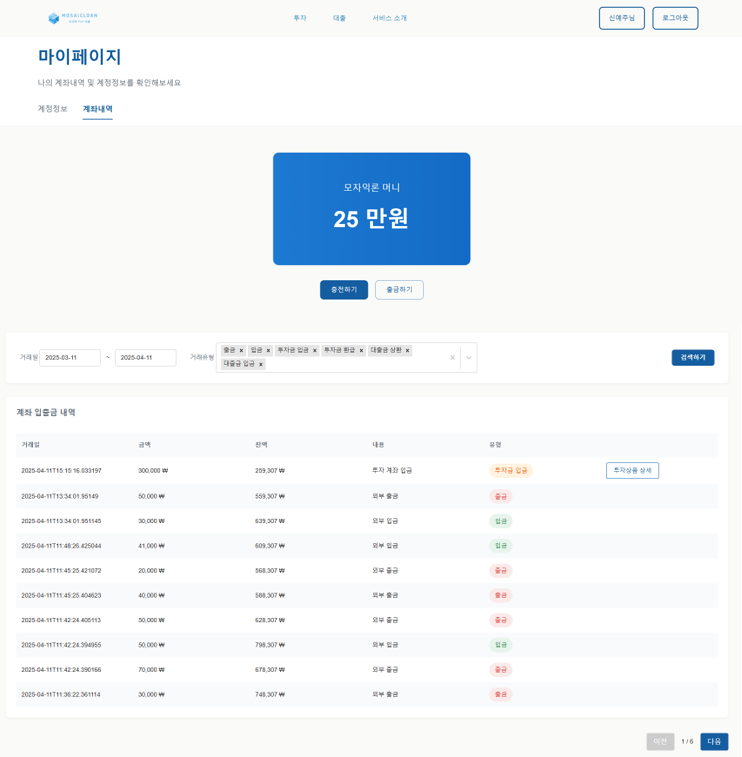 MOSAICLOAN
투자 대출 서비스 소개 신예주님 로그아웃
마이페이지
나의 계좌내역 및 계정정보를 확인해보세요
계정정보 계좌내역
모자익론 머니
25 만원
충전하기 출금하기
거래일 2025-03-11 ~ 2025-04-11 거래유형 출금 × 입금 × 투자금 입금 × 투자금 환급 × 대출금 상환 ×
대출금 입금 × 검색하기
계좌 입출금 내역
거래일 금액 잔액 내용 유형
2025-04-11T15:15:16.033197 300,000 ₩ 259,307 ₩ 투자 계좌 입금 투자금 입금 투자상품 상세
2025-04-11T13:34:01.95149 50,000 ₩ 559,307 ₩ 외부 출금 출금
2025-04-11T13:34:01.951145 30,000 ₩ 639,307 ₩ 외부 입금 입금
2025-04-11T11:48:26.425044 41,000 ₩ 609,307 ₩ 외부 입금 입금
2025-04-11T11:45:25.421072 20,000 ₩ 568,307 ₩ 외부 출금 출금
2025-04-11T11:45:25.404623 40,000 ₩ 588,307 ₩ 외부 출금 출금
2025-04-11T11:42:24.405113 50,000 ₩ 628,307 ₩ 외부 출금 출금
2025-04-11T11:42:24.394955 50,000 ₩ 798,307 ₩ 외부 입금 입금
2025-04-11T11:42:24.390166 70,000 ₩ 678,307 ₩ 외부 출금 출금
2025-04-11T11:36:22.361114 30,000 ₩ 748,307 ₩ 외부 출금 출금
이전 1 / 6 다음